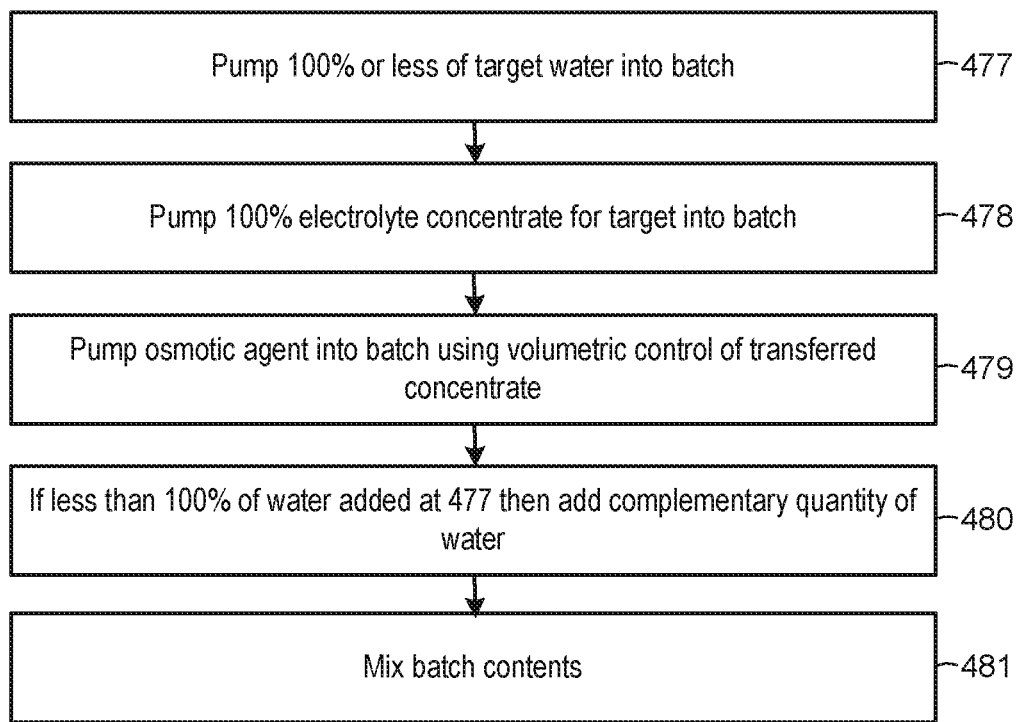 Pump 100% or less of target water into batch
477
Pump 100% electrolyte concentrate for target into batch
478
Pump osmotic agent into batch using volumetric control of transferred
concentrate
479
If less than 100% of water added at 477 then add complementary quantity of
water
480
Mix batch contents
481